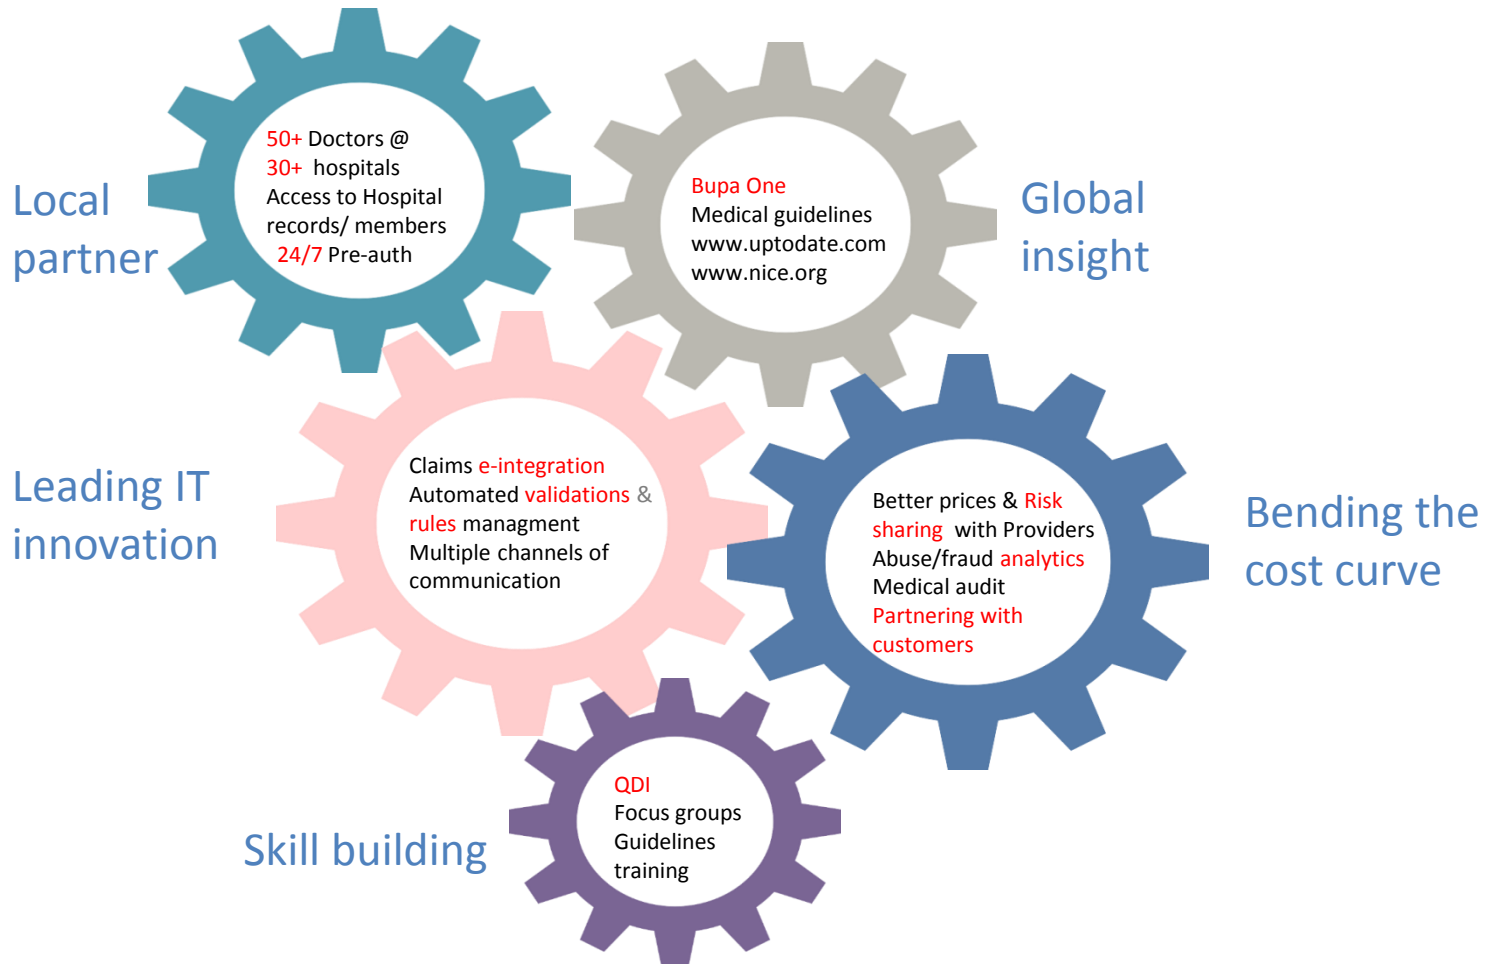 Local
partner
50+ Doctors @
30+ hospitals
Access to Hospital
records/ members
24/7 Pre-auth
Bupa One
Medical guidelines
www.uptodate.com
www.nice.org
Global
insight
Leading IT
innovation
Claims e-integration
Automated validations &
rules managment
Multiple channels of
communication
Better prices & Risk
sharing with Providers
Abuse/fraud analytics
Medical audit
Partnering with
customers
Bending the
cost curve
Skill building
QDI
Focus groups
Guidelines
training